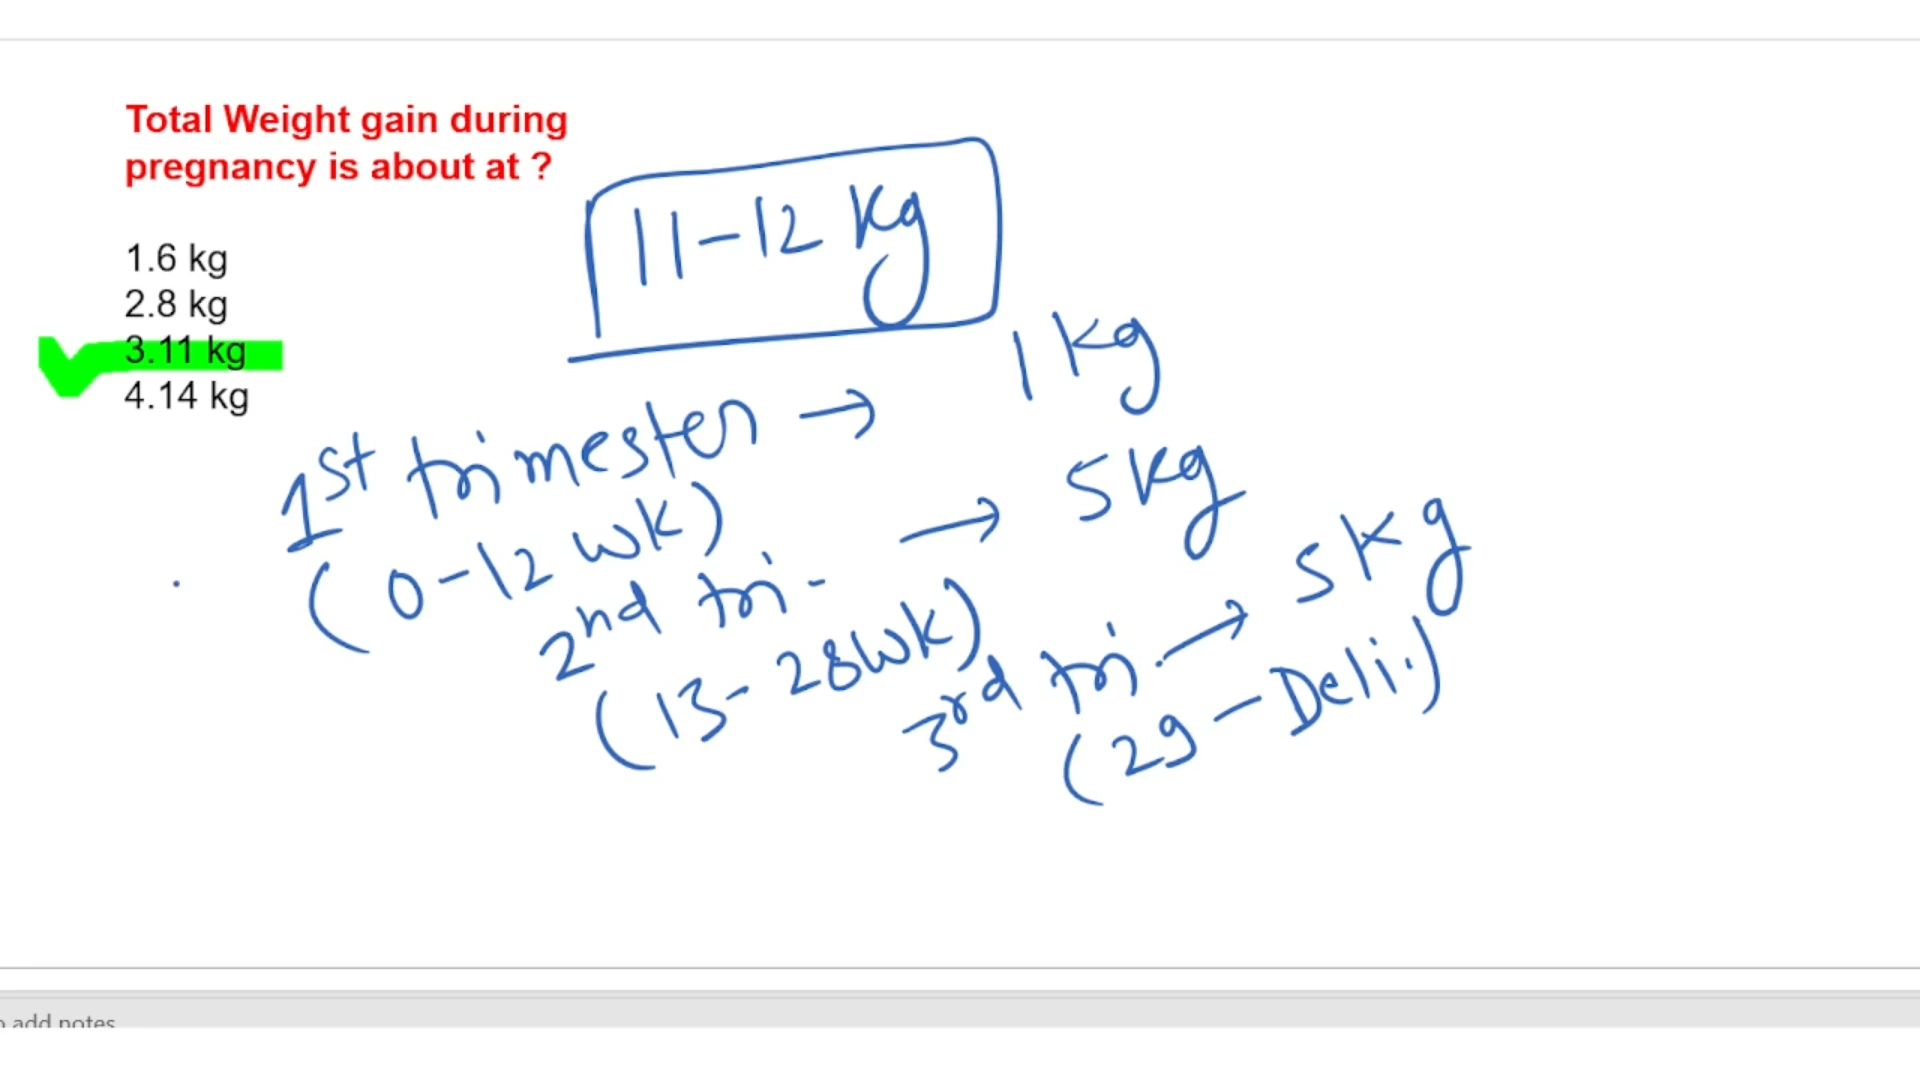 Total Weight gain during
pregnancy is about at ?
1.6 kg
2.8 kg
3.11 kg
4.14 kg
11-12 kg
1st trimester → 1 kg
(0-12 wk)
2nd tri- → 5 kg
(13-28wk)
3rd tri. → 5 kg
(29-Deli.)
add notes